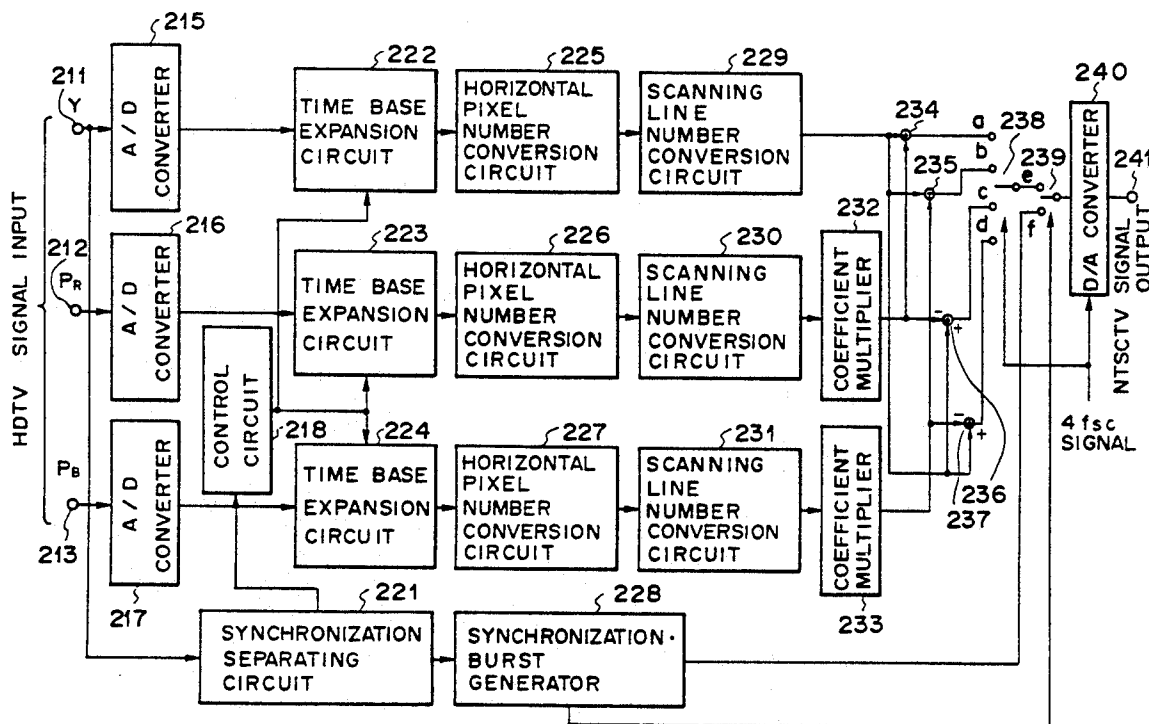 215
211
Y
A/D CONVERTER
222
TIME BASE
EXPANSION
CIRCUIT
225
HORIZONTAL
PIXEL
NUMBER
CONVERSION
CIRCUIT
229
SCANNING
LINE
NUMBER
CONVERSION
CIRCUIT
234
a
b
c
d
235
238
e
f
239
240
D/A CONVERTER
241
NTSCTV SIGNAL OUTPUT
HDTV SIGNAL INPUT
212
PR
216
A/D CONVERTER
223
TIME BASE
EXPANSION
CIRCUIT
226
HORIZONTAL
PIXEL
NUMBER
CONVERSION
CIRCUIT
230
SCANNING
LINE
NUMBER
CONVERSION
CIRCUIT
232
COEFFICIENT MULTIPLIER
-
+
-
+
236
237
4fsc
SIGNAL
CONTROL CIRCUIT
218
PB
213
A/D CONVERTER
217
224
TIME BASE
EXPANSION
CIRCUIT
227
HORIZONTAL
PIXEL
NUMBER
CONVERSION
CIRCUIT
231
SCANNING
LINE
NUMBER
CONVERSION
CIRCUIT
COEFFICIENT MULTIPLIER
233
221
SYNCHRONIZATION
SEPARATING
CIRCUIT
228
SYNCHRONIZATION·
BURST
GENERATOR